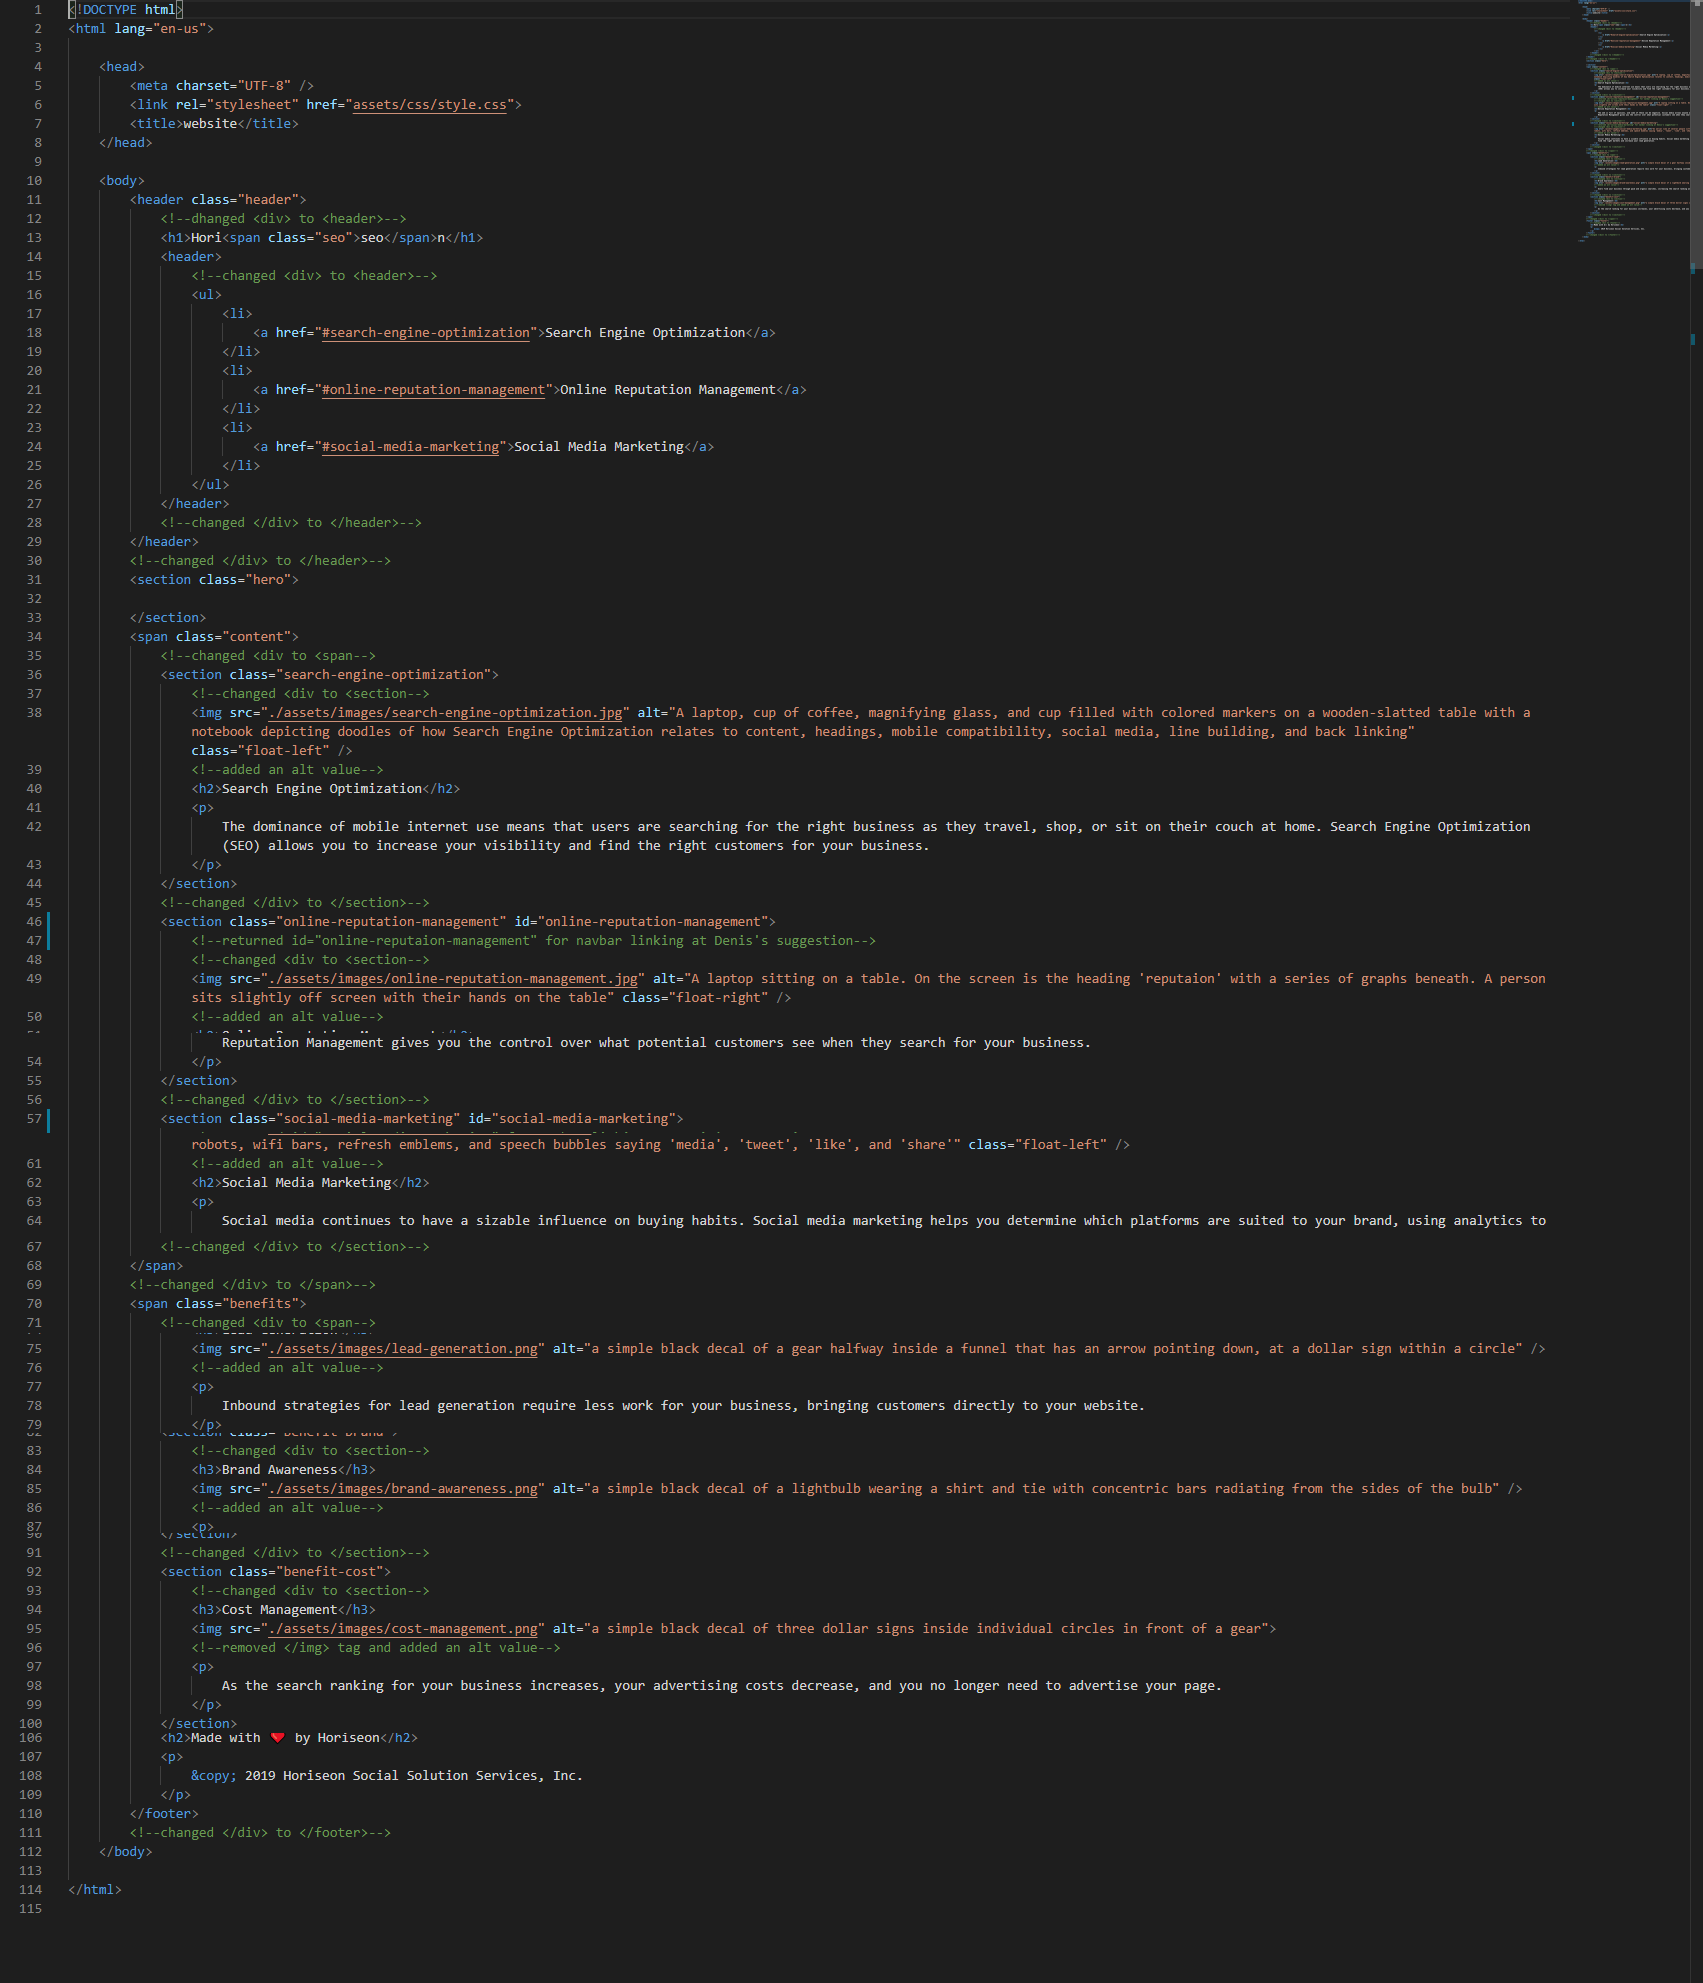 1 <!DOCTYPE html>
2 <html lang="en-us">
3
4 <head>
5 <meta charset="UTF-8" />
6 <link rel="stylesheet" href="assets/css/style.css">
7 <title>website</title>
8 </head>
9
10 <body>
11 <header class="header">
12 <!--dhanged <div> to <header>-->
13 <h1>Hori<span class="seo">seo</span>n</h1>
14 <header>
15 <!--changed <div> to <header>-->
16 <ul>
17 <li>
18 <a href="#search-engine-optimization">Search Engine Optimization</a>
19 </li>
20 <li>
21 <a href="#online-reputation-management">Online Reputation Management</a>
22 </li>
23 <li>
24 <a href="#social-media-marketing">Social Media Marketing</a>
25 </li>
26 </ul>
27 </header>
28 <!--changed </div> to </header>-->
29 </header>
30 <!--changed </div> to </header>-->
31 <section class="hero">
32
33 </section>
34 <span class="content">
35 <!--changed <div to <span-->
36 <section class="search-engine-optimization">
37 <!--changed <div to <section-->
38 <img src="./assets/images/search-engine-optimization.jpg" alt="A laptop, cup of coffee, magnifying glass, and cup filled with colored markers on a wooden-slatted table with a
notebook depicting doodles of how Search Engine Optimization relates to content, headings, mobile compatibility, social media, line building, and back linking"
class="float-left" />
39 <!--added an alt value-->
40 <h2>Search Engine Optimization</h2>
41 <p>
42 The dominance of mobile internet use means that users are searching for the right business as they travel, shop, or sit on their couch at home. Search Engine Optimization
(SEO) allows you to increase your visibility and find the right customers for your business.
43 </p>
44 </section>
45 <!--changed </div> to </section>-->
46 <section class="online-reputation-management" id="online-reputation-management">
47 <!--returned id="online-reputaion-management" for navbar linking at Denis's suggestion-->
48 <!--changed <div to <section-->
49 <img src="./assets/images/online-reputation-management.jpg" alt="A laptop sitting on a table. On the screen is the heading 'reputaion' with a series of graphs beneath. A person
sits slightly off screen with their hands on the table" class="float-right" />
50 <!--added an alt value-->
Reputation Management gives you the control over what potential customers see when they search for your business.
54 </p>
55 </section>
56 <!--changed </div> to </section>-->
57 <section class="social-media-marketing" id="social-media-marketing">
robots, wifi bars, refresh emblems, and speech bubbles saying 'media', 'tweet', 'like', and 'share'" class="float-left" />
61 <!--added an alt value-->
62 <h2>Social Media Marketing</h2>
63 <p>
64 Social media continues to have a sizable influence on buying habits. Social media marketing helps you determine which platforms are suited to your brand, using analytics to
67 <!--changed </div> to </section>-->
68 </span>
69 <!--changed </div> to </span>-->
70 <span class="benefits">
71 <!--changed <div to <span-->
75 <img src="./assets/images/lead-generation.png" alt="a simple black decal of a gear halfway inside a funnel that has an arrow pointing down, at a dollar sign within a circle" />
76 <!--added an alt value-->
77 <p>
78 Inbound strategies for lead generation require less work for your business, bringing customers directly to your website.
79 </p>
83 <!--changed <div to <section-->
84 <h3>Brand Awareness</h3>
85 <img src="./assets/images/brand-awareness.png" alt="a simple black decal of a lightbulb wearing a shirt and tie with concentric bars radiating from the sides of the bulb" />
86 <!--added an alt value-->
87 <p>
90 </section>
91 <!--changed </div> to </section>-->
92 <section class="benefit-cost">
93 <!--changed <div to <section-->
94 <h3>Cost Management</h3>
95 <img src="./assets/images/cost-management.png" alt="a simple black decal of three dollar signs inside individual circles in front of a gear">
96 <!--removed </img> tag and added an alt value-->
97 <p>
98 As the search ranking for your business increases, your advertising costs decrease, and you no longer need to advertise your page.
99 </p>
100 </section>
106 <h2>Made with ❤️ by Horiseon</h2>
107 <p>
108 &copy; 2019 Horiseon Social Solution Services, Inc.
109 </p>
110 </footer>
111 <!--changed </div> to </footer>-->
112 </body>
113
114 </html>
115